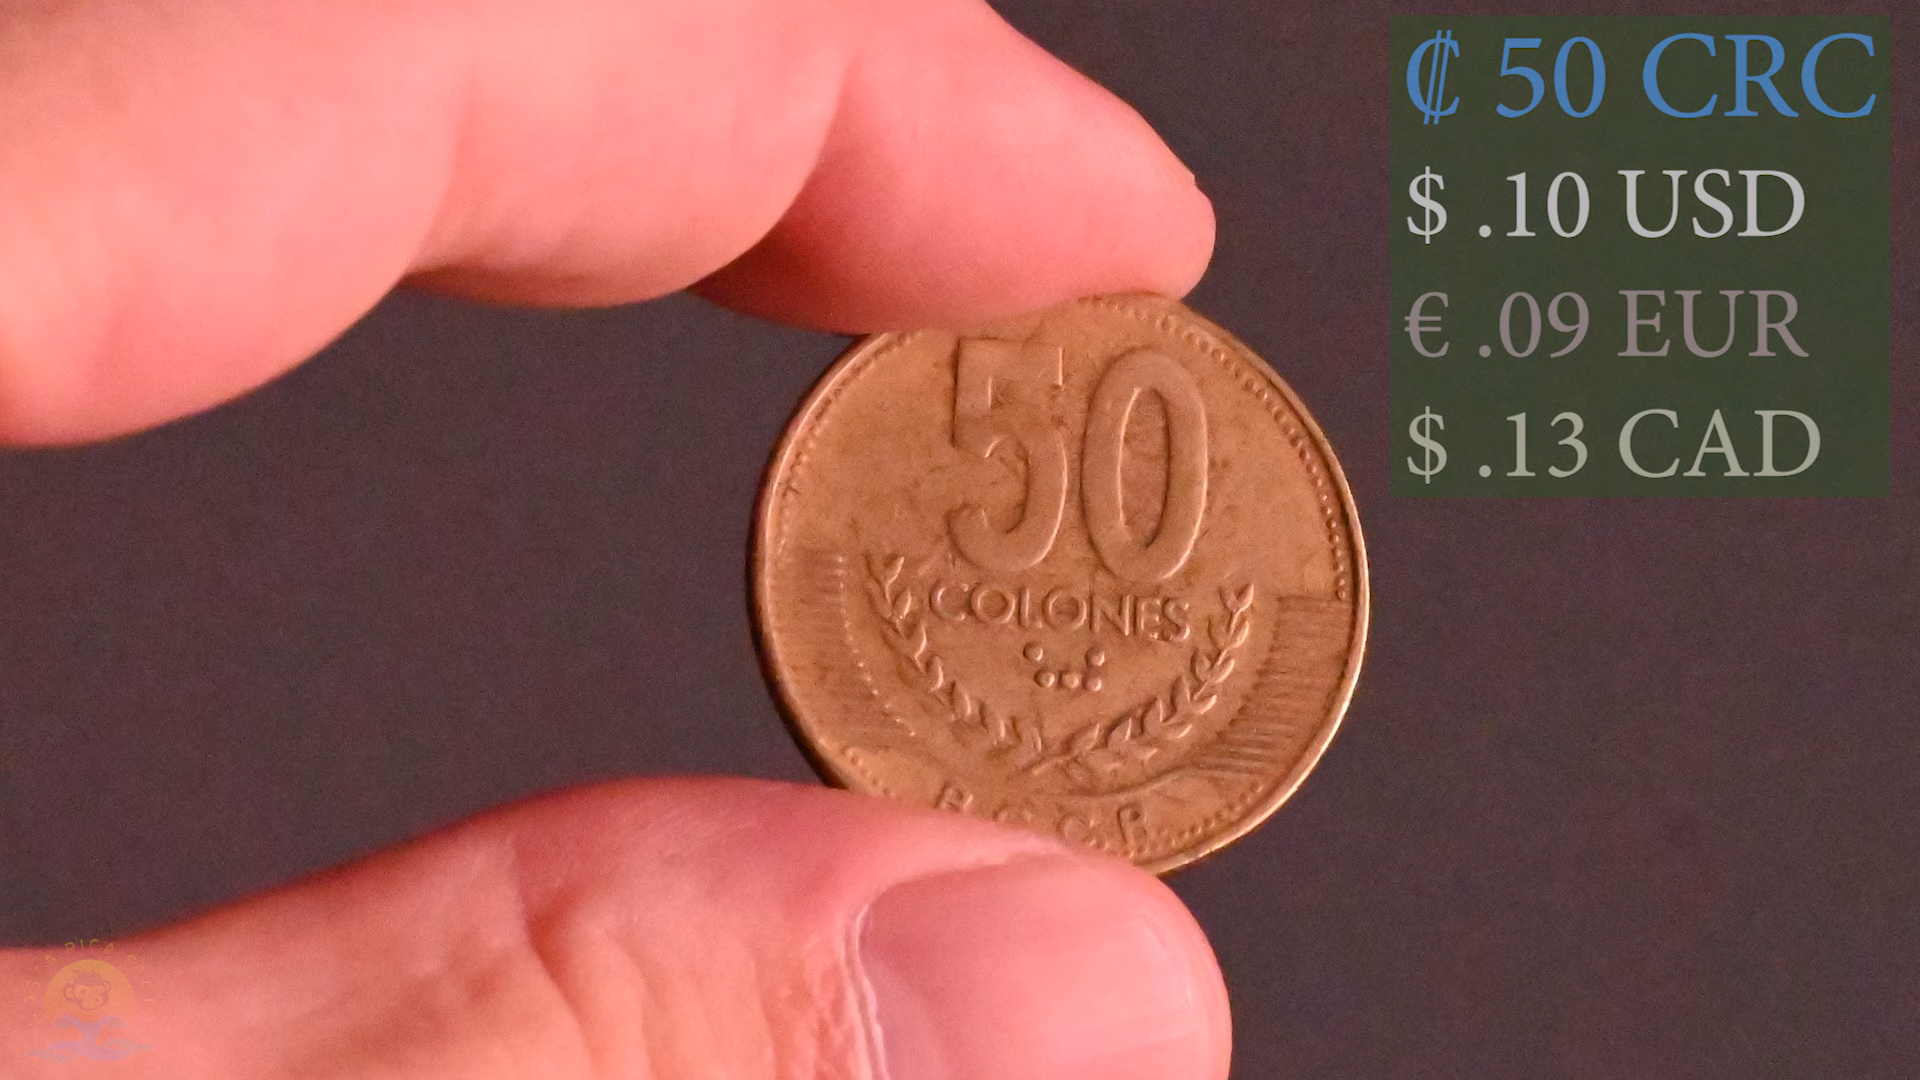 ₡ 50 CRC
$ .10 USD
€ .09 EUR
$ .13 CAD
50
COLONES
B.C.C.R.